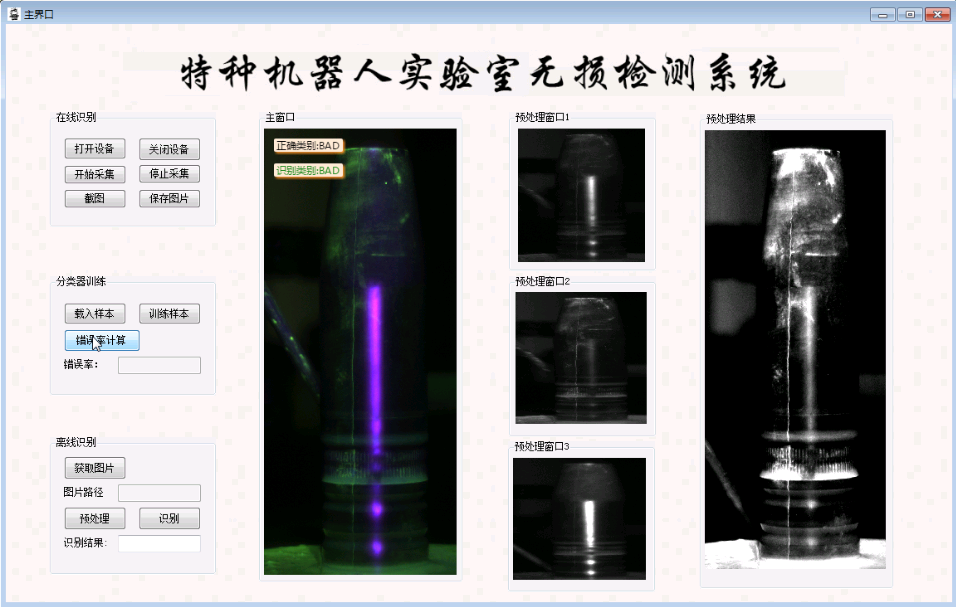 主界口
特种机器人实验室无损检测系统
在线识别
打开设备
关闭设备
开始采集
停止采集
截图
保存图片
分类器训练
载入样本
训练样本
错误率计算
错误率：
离线识别
获取图片
图片路径
预处理
识别
识别结果：
主窗口
正确类别:BAD
识别类别:BAD
预处理窗口1
预处理窗口2
预处理窗口3
预处理结果